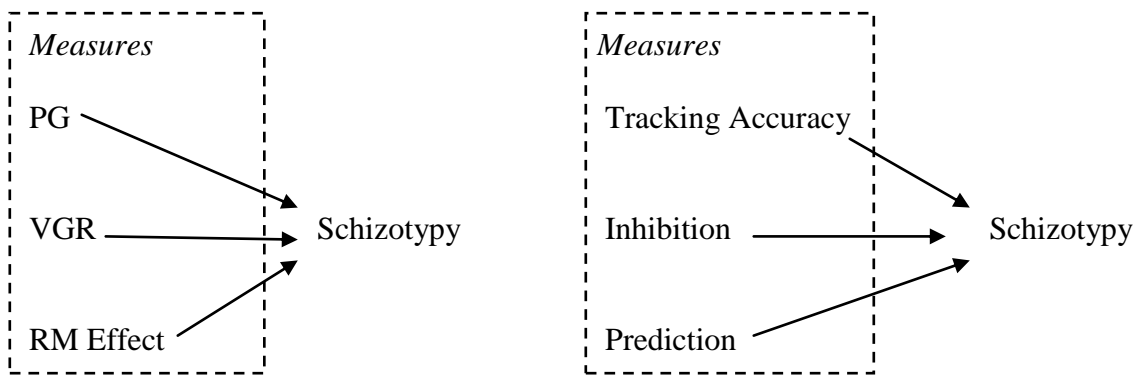 Measures
PG
VGR
Schizotypy
RM Effect
Measures
Tracking Accuracy
Inhibition
Schizotypy
Prediction